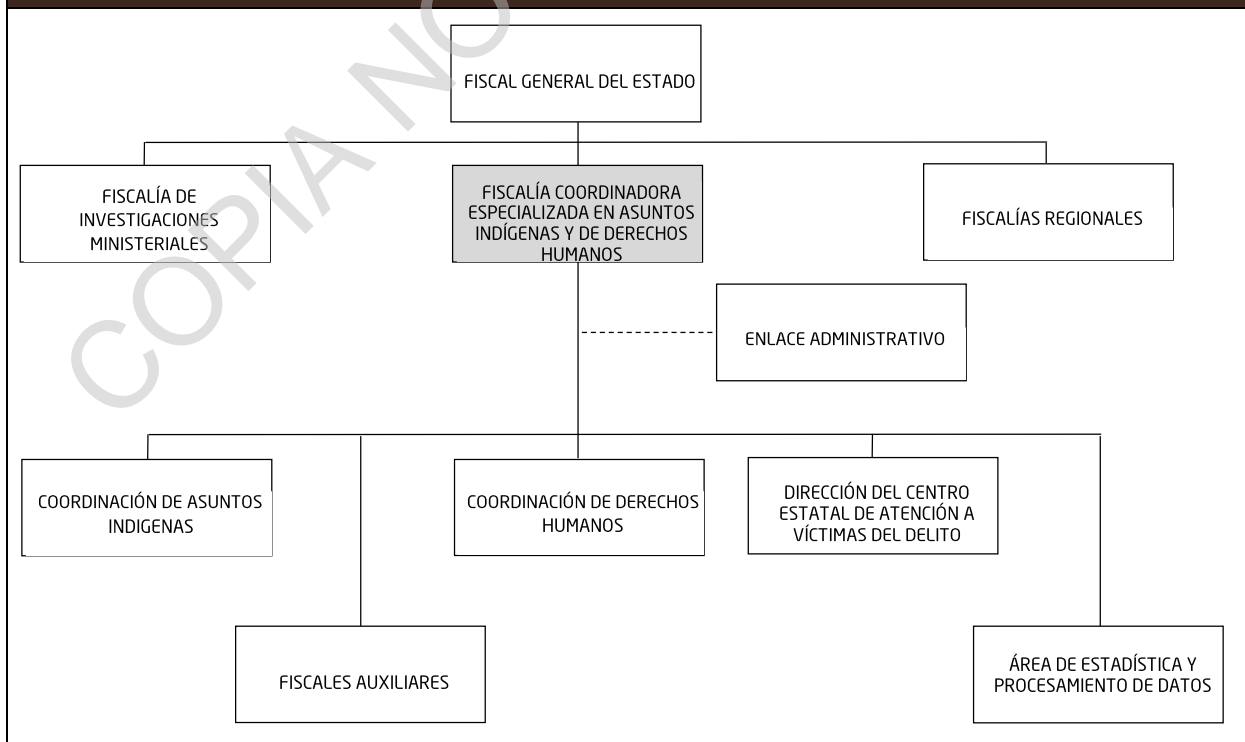 FISCAL GENERAL DEL ESTADO
FISCALÍA DE
INVESTIGACIONES
MINISTERIALES
FISCALÍA COORDINADORA
ESPECIALIZADA EN ASUNTOS
INDÍGENAS Y DE DERECHOS
HUMANOS
FISCALÍAS REGIONALES
ENLACE ADMINISTRATIVO
COORDINACIÓN DE ASUNTOS
INDIGENAS
COORDINACIÓN DE DERECHOS
HUMANOS
DIRECCIÓN DEL CENTRO
ESTATAL DE ATENCIÓN A
VÍCTIMAS DEL DELITO
FISCALES AUXILIARES
ÁREA DE ESTADÍSTICA Y
PROCESAMIENTO DE DATOS
COPIA NO